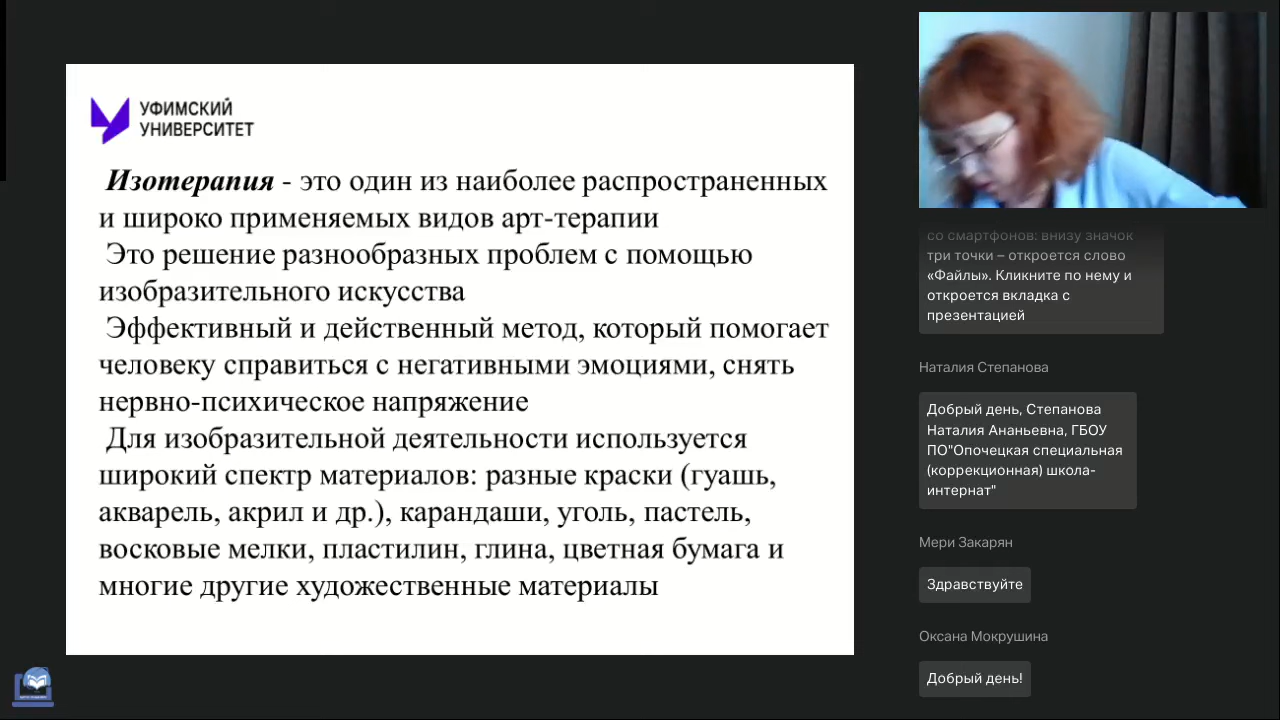 УФИМСКИЙ
УНИВЕРСИТЕТ
Изотерапия - это один из наиболее распространенных
и широко применяемых видов арт-терапии
Это решение разнообразных проблем с помощью
изобразительного искусства
Эффективный и действенный метод, который помогает
человеку справиться с негативными эмоциями, снять
нервно-психическое напряжение
Для изобразительной деятельности используется
широкий спектр материалов: разные краски (гуашь,
акварель, акрил и др.), карандаши, уголь, пастель,
восковые мелки, пластилин, глина, цветная бумага и
многие другие художественные материалы
со смартфонов: внизу значок
три точки – откроется слово
«Файлы». Кликните по нему и
откроется вкладка с
презентацией
Наталия Степанова
Добрый день, Степанова
Наталия Ананьевна, ГБОУ
ПО"Опочецкая специальная
(коррекционная) школа-
интернат"
Мери Закарян
Здравствуйте
Оксана Мокрушина
Добрый день!